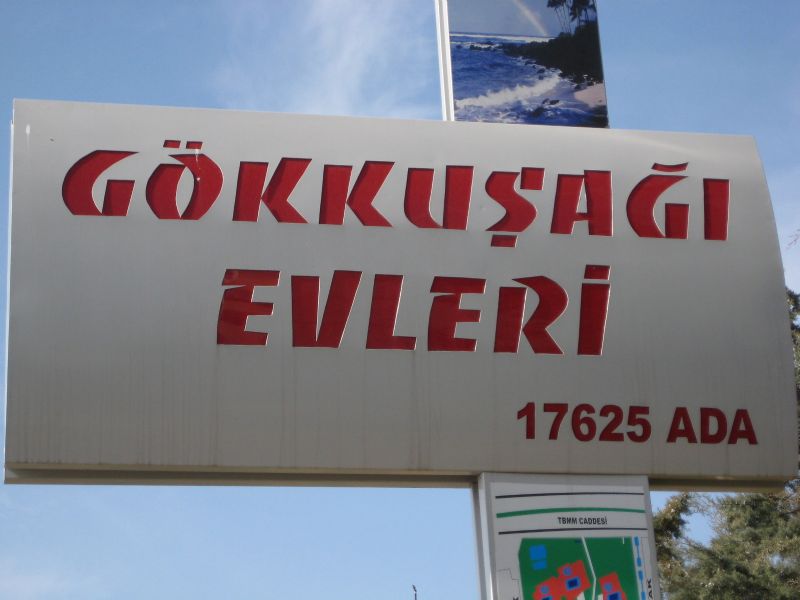 GÖKKUŞAĞI
EVLERİ
17625 ADA
TBMM CADDESİ